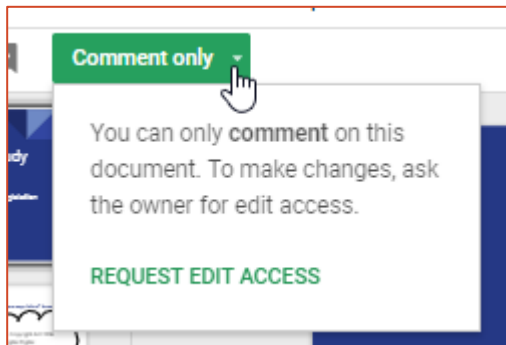 Comment only
udy
You can only comment on this
document. To make changes, ask
the owner for edit access.
REQUEST EDIT ACCESS